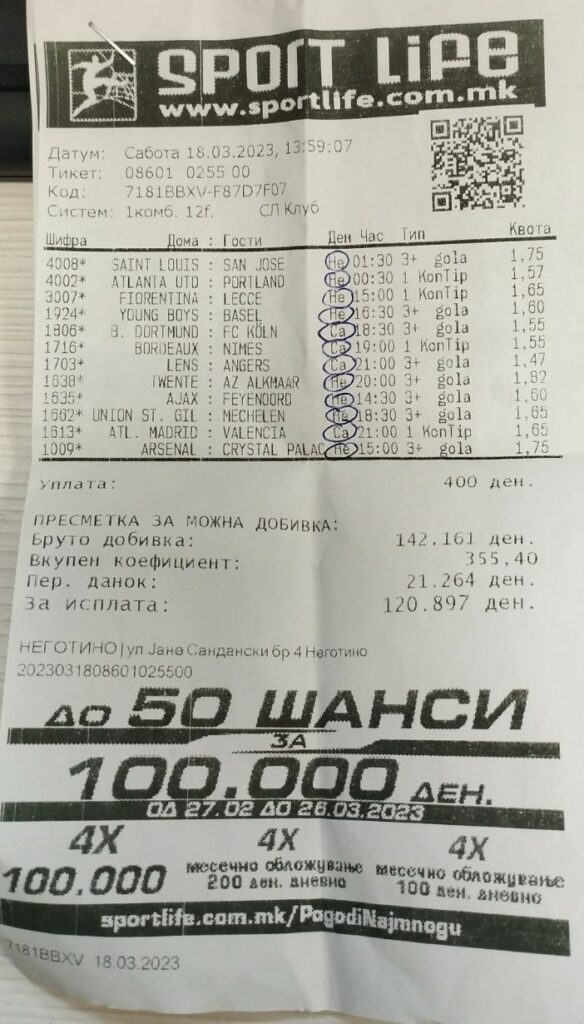 SPORT LIFE
www.sportlife.com.mk
Датум: Сабота 18.03.2023, 13:59:07
Тикет: 08601 0255 00
Код: 7181BBXV-F87D7F07
Систем: 1комб. 12f. СЛ Клуб
Шифра Дома : Гости Ден Час Тип Квота
4008* SAINT LOUIS : SAN JOSE Не 01:30 3+ gola 1,75
4002* ATLANTA UTD : PORTLAND Не 00:30 1 KonTip 1,57
3007* FIORENTINA : LECCE Не 15:00 1 KonTip 1,65
1924* YOUNG BOYS : BASEL Не 16:30 3+ gola 1,60
1806* B. DORTMUND : FC KÖLN Са 18:30 3+ gola 1,55
1716* BORDEAUX : NIMES Са 19:00 1 KonTip 1,55
1703* LENS : ANGERS Са 21:00 3+ gola 1,47
1638* TWENTE : AZ ALKMAAR Не 20:00 3+ gola 1,82
1635* AJAX : FEYENOORD Не 14:30 3+ gola 1,60
1662* UNION ST. GIL : MECHELEN Не 18:30 3+ gola 1,65
1613* ATL. MADRID : VALENCIA Са 21:00 1 KonTip 1,65
1009* ARSENAL : CRYSTAL PALAC Не 15:00 3+ gola 1,75
Уплата: 400 ден.
ПРЕСМЕТКА ЗА МОЖНА ДОБИВКА:
Бруто добивка: 142.161 ден.
Вкупен коефициент: 355,40
Пер. данок: 21.264 ден.
За исплата: 120.897 ден.
НЕГОТИНО|ул Јане Сандански бр 4 Неготино
2023031808601025500
ДО 50 ШАНСИ
ЗА
100.000 ДЕН.
ОД 27.02 ДО 26.03.2023
4X 4X 4X
100.000 месечно обложување месечно обложување
200 ден. дневно 100 ден. дневно
sportlife.com.mk/PogodiNajmnogu
7181BBXV 18.03.2023